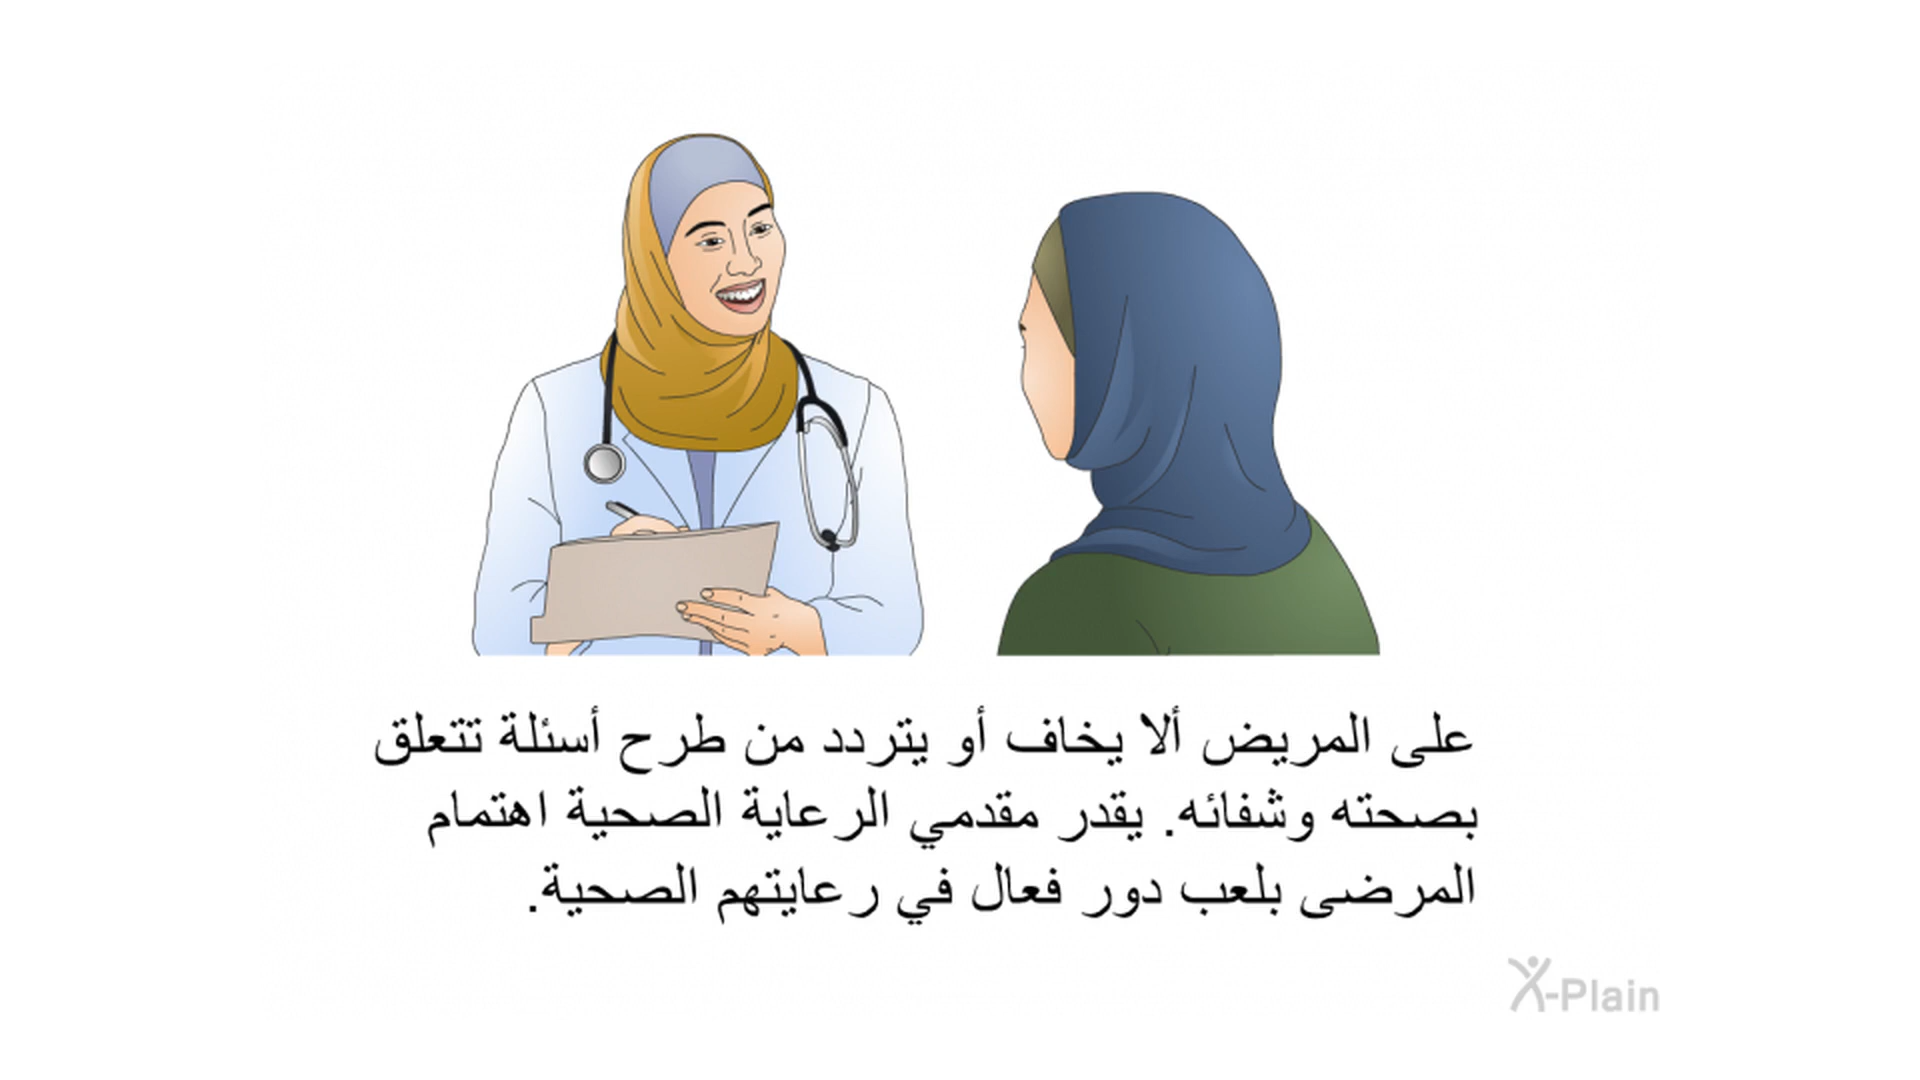 على المريض ألا يخاف أو يتردد من طرح أسئلة تتعلق
بصحته وشفائه. يقدر مقدمي الرعاية الصحية اهتمام
المرضى بلعب دور فعال في رعايتهم الصحية.
X-Plain